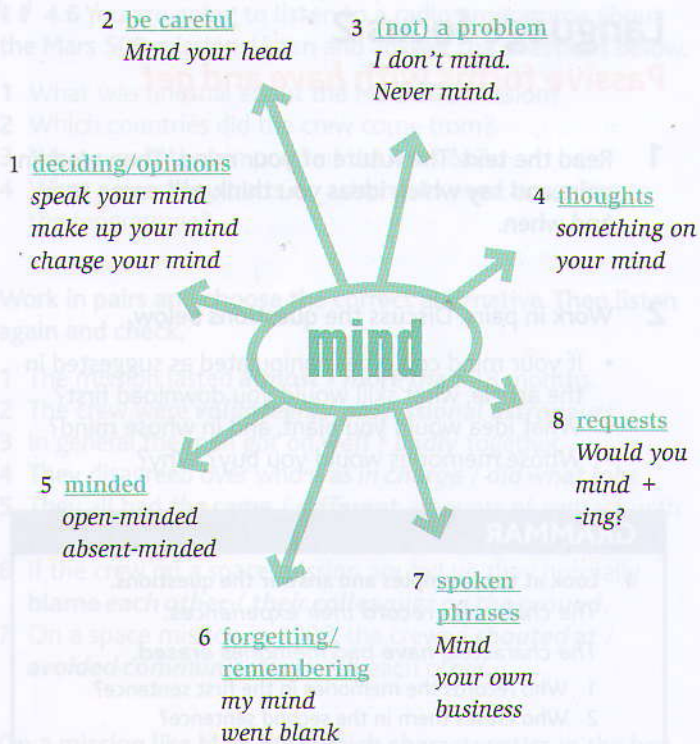 2 be careful
Mind your head
3 (not) a problem
I don't mind.
Never mind.
1 deciding/opinions
speak your mind
make up your mind
change your mind
4 thoughts
something on
your mind
mind
8 requests
Would you
mind +
-ing?
5 minded
open-minded
absent-minded
7 spoken
phrases
Mind
your own
business
6 forgetting/
remembering
my mind
went blank